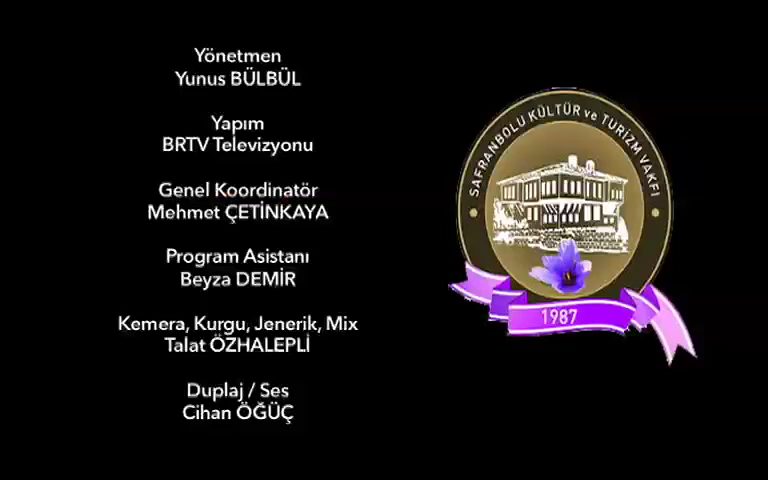 Yönetmen
Yunus BÜLBÜL
Yapım
BRTV Televizyonu
Genel Koordinatör
Mehmet ÇETİNKAYA
Program Asistanı
Beyza DEMİR
Kemera, Kurgu, Jenerik, Mix
Talat ÖZHALEPLİ
Duplaj / Ses
Cihan ÖĞÜÇ
SAFRANBOLU KÜLTÜR ve TURİZM VAKFI
1987